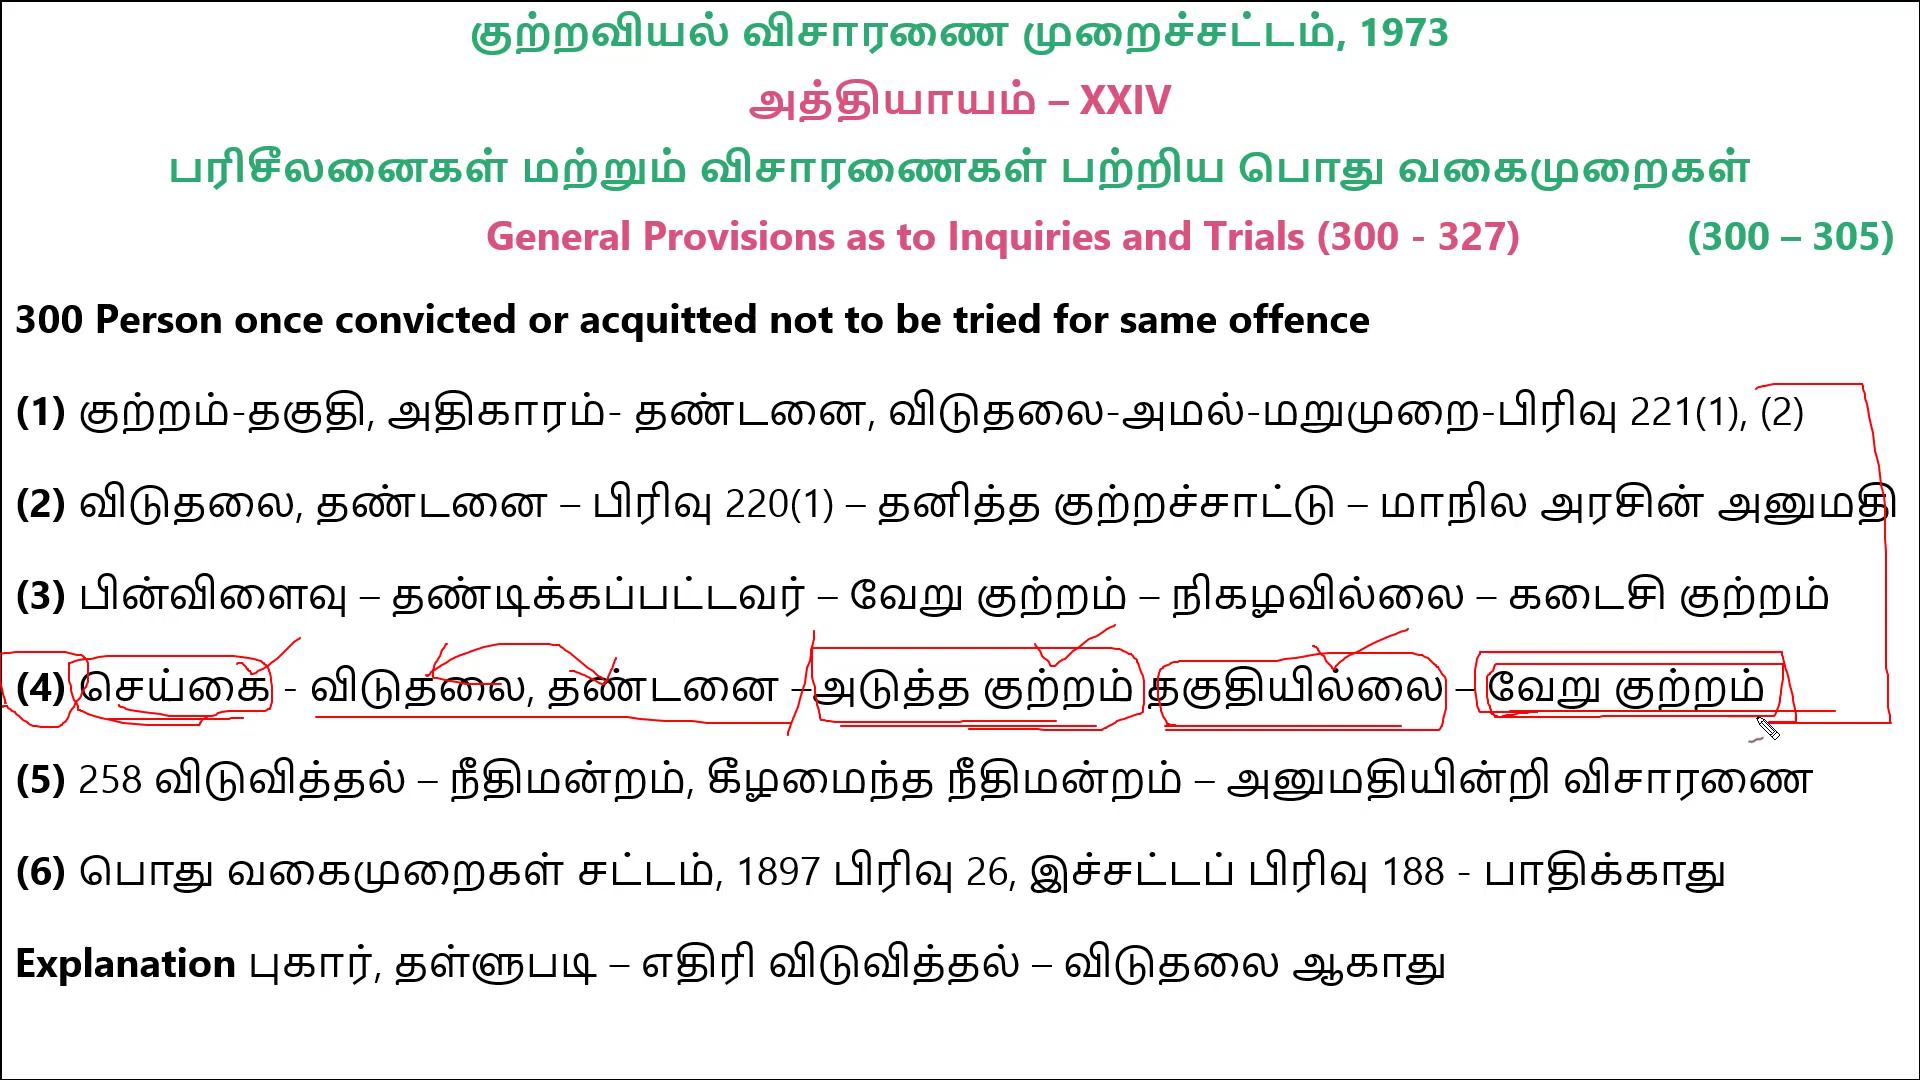 குற்றவியல் விசாரணை முறைச்சட்டம், 1973
அத்தியாயம் – XXIV
பரிசீலனைகள் மற்றும் விசாரணைகள் பற்றிய பொது வகைமுறைகள்
General Provisions as to Inquiries and Trials (300 - 327) (300 – 305)
300 Person once convicted or acquitted not to be tried for same offence
(1) குற்றம்-தகுதி, அதிகாரம்- தண்டனை, விடுதலை-அமல்-மறுமுறை-பிரிவு 221(1), (2)
(2) விடுதலை, தண்டனை – பிரிவு 220(1) – தனித்த குற்றச்சாட்டு – மாநில அரசின் அனுமதி
(3) பின்விளைவு – தண்டிக்கப்பட்டவர் – வேறு குற்றம் – நிகழவில்லை – கடைசி குற்றம்
(4) செய்கை - விடுதலை, தண்டனை –அடுத்த குற்றம் தகுதியில்லை – வேறு குற்றம்
(5) 258 விடுவித்தல் – நீதிமன்றம், கீழமைந்த நீதிமன்றம் – அனுமதியின்றி விசாரணை
(6) பொது வகைமுறைகள் சட்டம், 1897 பிரிவு 26, இச்சட்டப் பிரிவு 188 - பாதிக்காது
Explanation புகார், தள்ளுபடி – எதிரி விடுவித்தல் – விடுதலை ஆகாது